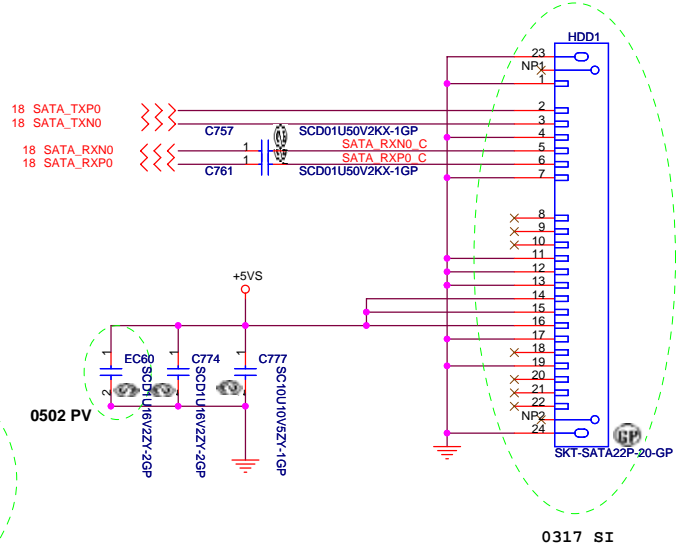 HDD1
23
NP1
1
18 SATA_TXP0
2
18 SATA_TXN0
3
C757
SCD01U50V2KX-1GP
4
18 SATA_RXN0
1
SATA_RXN0_C
5
18 SATA_RXP0
1
SATA_RXP0_C
6
C761
SCD01U50V2KX-1GP
7
8
9
10
11
12
13
+5VS
14
15
16
17
18
19
20
21
22
NP2
24
1
EC60
SCD1U16V2ZY-2GP
2
1
C774
SCD1U16V2ZY-2GP
1
C777
SC10U10V5ZY-1GP
0502 PV
GP
SKT-SATA22P-20-GP
0317 SI